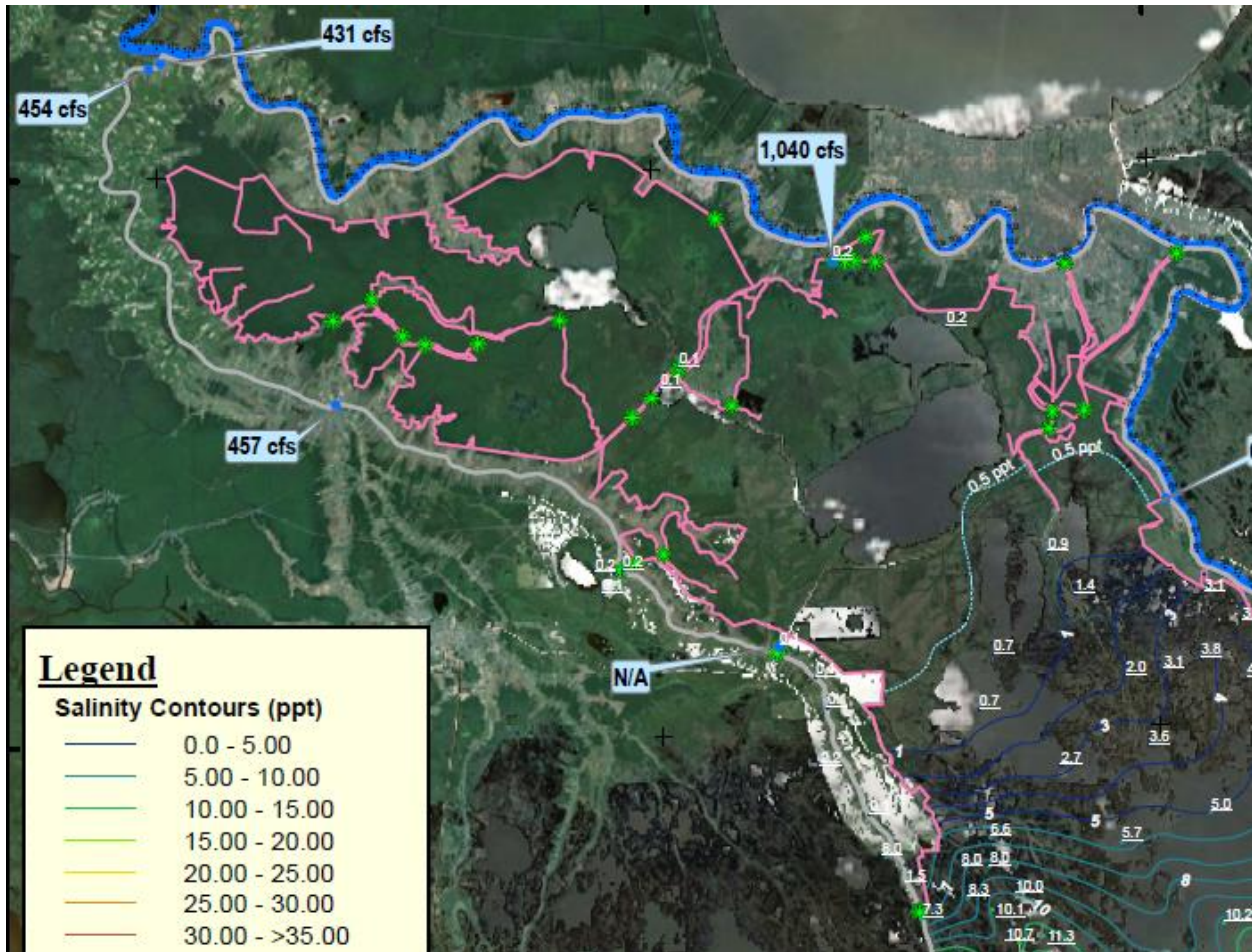 431 cfs
454 cfs
1,040 cfs
0.2
0.2
0.1
0.1
457 cfs
0.5 ppt
0.5 ppt
0.9
0.2
0.2
1.4
3.1
0.7
3.8
3.1
2.0
N/A
0.7
3.6
3
1
2.7
5.0
5
5
5.7
6.6
8.0
8.0
8.0
8
1.5
8.3
10.0
7.3
10.1
10
10.2
10.7
11.3
Legend
Salinity Contours (ppt)
0.0 - 5.00
5.00 - 10.00
10.00 - 15.00
15.00 - 20.00
20.00 - 25.00
25.00 - 30.00
30.00 - >35.00